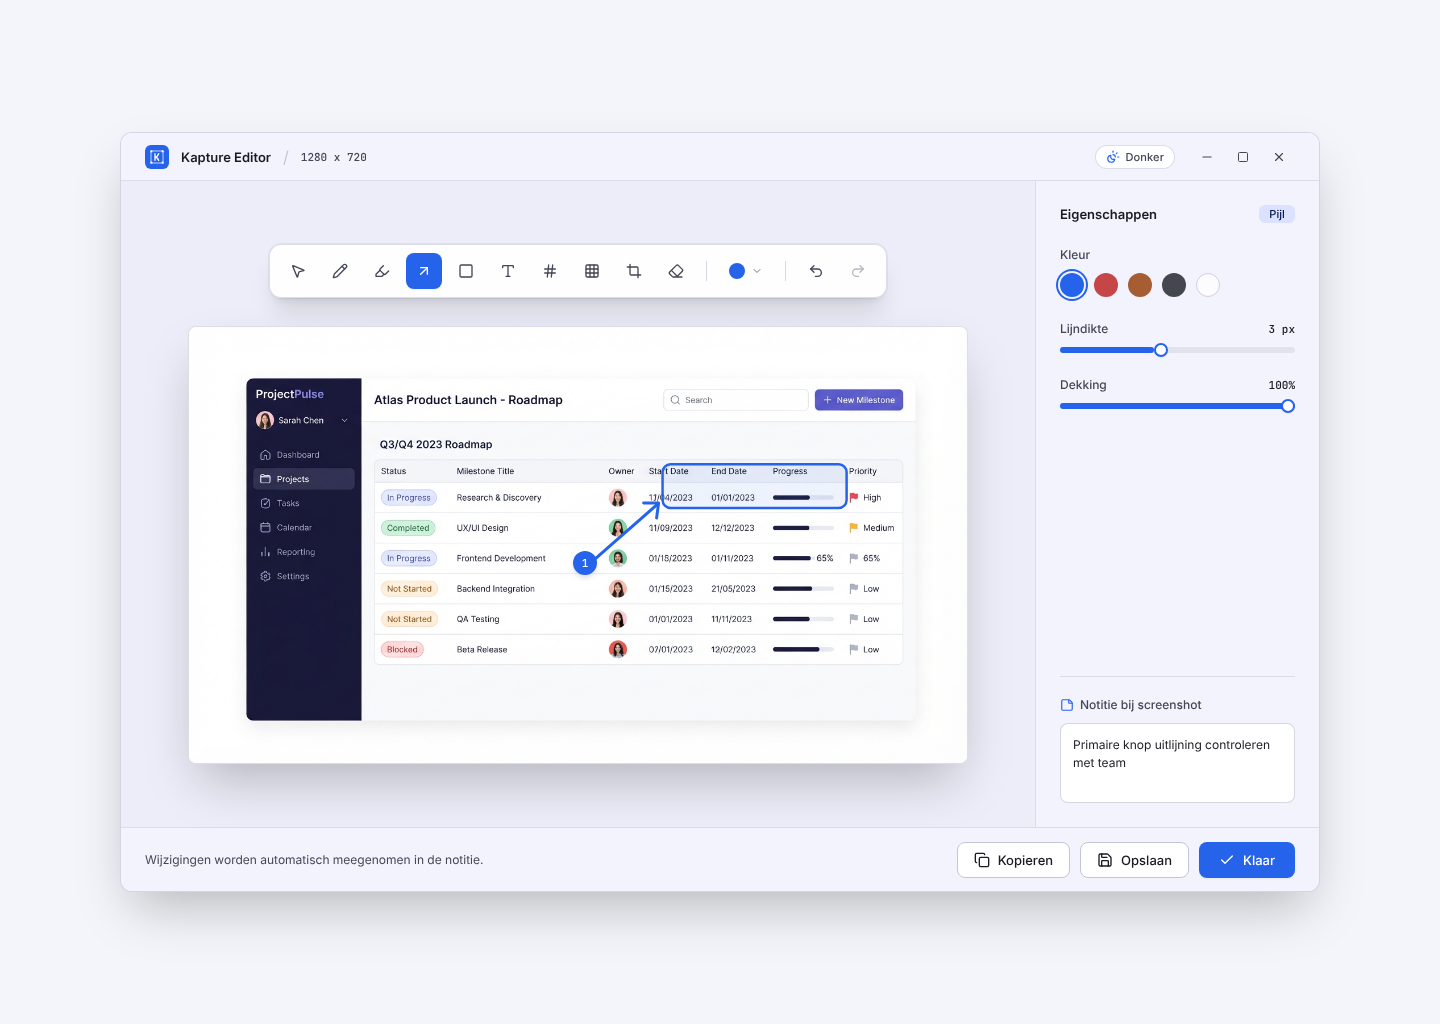 K
Kapture Editor / 1280 x 720
Donker
Eigenschappen
Pijl
Kleur
Lijndikte
3 px
Dekking
100%
ProjectPulse
Sarah Chen
Dashboard
Projects
Tasks
Calendar
Reporting
Settings
Atlas Product Launch - Roadmap
Search
New Milestone
Q3/Q4 2023 Roadmap
Status Milestone Title Owner Start Date End Date Progress Priority
In Progress Research & Discovery 11/04/2023 01/01/2023 High
Completed UX/UI Design 11/09/2023 12/12/2023 Medium
In Progress Frontend Development 01/18/2023 01/11/2023 65% 65%
Not Started Backend Integration 01/15/2023 21/05/2023 Low
Not Started QA Testing 01/01/2023 11/11/2023 Low
Blocked Beta Release 07/01/2023 12/02/2023 Low
1
Notitie bij screenshot
Primaire knop uitlijning controleren
met team
Wijzigingen worden automatisch meegenomen in de notitie.
Kopieren
Opslaan
Klaar